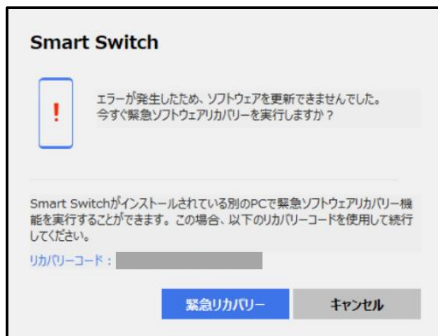 Smart Switch
エラーが発生したため、ソフトウェアを更新できませんでした。
今すぐ緊急ソフトウェアリカバリーを実行しますか？
Smart Switchがインストールされている別のPCで緊急ソフトウェアリカバリー機
能を実行することができます。この場合、以下のリカバリーコードを使用して続行
してください。
リカバリーコード：
緊急リカバリー
キャンセル